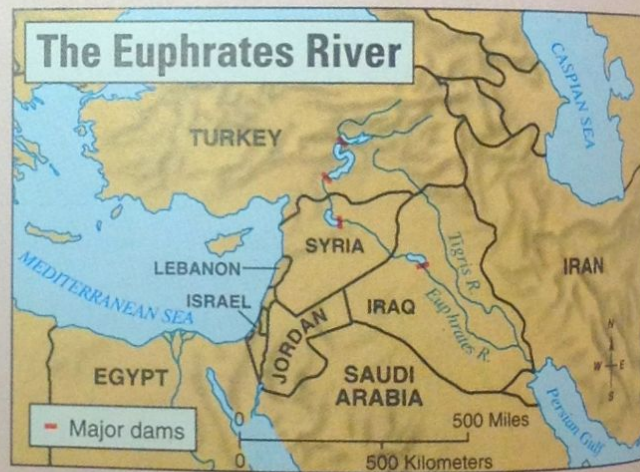 The Euphrates River
CASPIAN SEA
TURKEY
SYRIA
Tigris R.
IRAN
LEBANON
MEDITERRANEAN SEA
ISRAEL
IRAQ
Euphrates R.
JORDAN
N
W E
S
EGYPT
SAUDI
ARABIA
Persian Gulf
Major dams
0 500 Miles
0 500 Kilometers